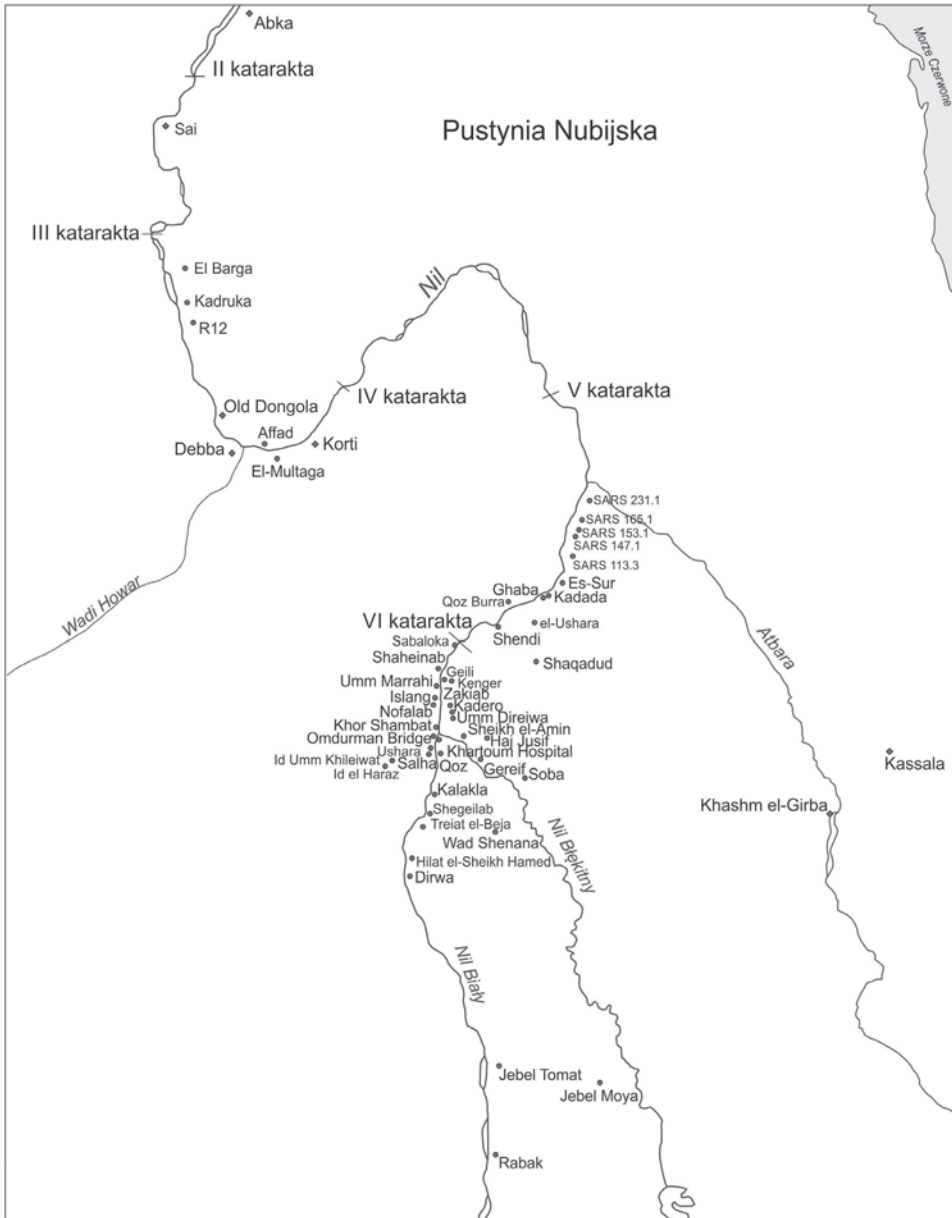 Abka
II katarakta
Morze Czerwone
Sai
Pustynia Nubijska
III katarakta
El Barga
Nil
Kadruka
R12
IV katarakta
V katarakta
Old Dongola
Affad
Korti
Debba
El-Multaga
SARS 231.1
SARS 165.1
SARS 153.1
SARS 147.1
SARS 113.3
Wadi Howar
Es-Sur
Ghaba
Kadada
Qoz Burra
el-Ushara
VI katarakta
Shendi
Sabaloka
Atbara
Shaheinab
Shaqadud
Geili
Umm Marrahi
Kenger
Islang
Zakiab
Nofalab
Kadero
Umm Direiwa
Khor Shambat
Sheikh el-Amin
Omdurman Bridge
Haj Jusif
Ushara
Khartoum Hospital
Id Umm Khileiwat
Salha
Qoz
Gereif
Id el Haraz
Soba
Kassala
Kalakla
Khashm el-Girba
Shegeilab
Treiat el-Beja
Wad Shenana
Nil Błękitny
Hilat el-Sheikh Hamed
Dirwa
Nil Biały
Jebel Tomat
Jebel Moya
Rabak